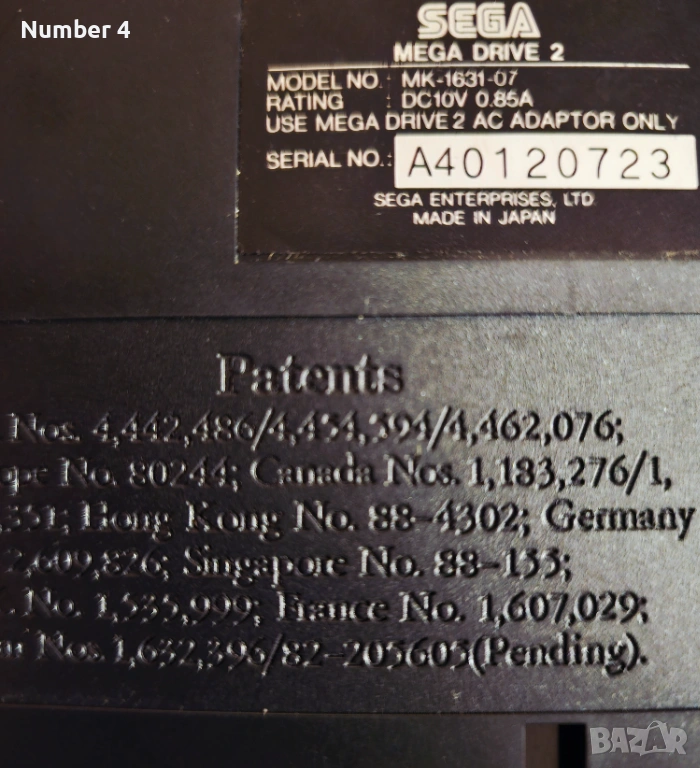 Number 4
SEGA
MEGA DRIVE 2
MODEL NO. : MK-1631-07
RATING : DC10V 0.85A
USE MEGA DRIVE 2 AC ADAPTOR ONLY
SERIAL NO.: A40120723
SEGA ENTERPRISES, LTD.
MADE IN JAPAN
Patents
Nos. 4,442,486/4,454,594/4,462,076;
No. 80244; Canada Nos. 1,183,276/1,
,351; Hong Kong No. 88-4302; Germany
2,609,826; Singapore No. 88-155;
No. 1,535,999; France No. 1,607,029;
Nos. 1,632,396/82-205605(Pending).
BAZAR